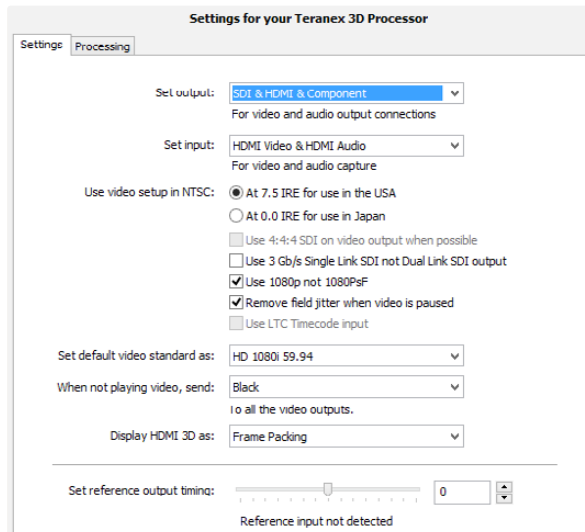 Settings for your Teranex 3D Processor
Settings Processing
Set output: SDI & HDMI & Component
For video and audio output connections
Set input: HDMI Video & HDMI Audio
For video and audio capture
Use video setup in NTSC: At 7.5 IRE for use in the USA
At 0.0 IRE for use in Japan
Use 4:4:4 SDI on video output when possible
Use 3 Gb/s Single Link SDI not Dual Link SDI output
Use 1080p not 1080PsF
Remove field jitter when video is paused
Use LTC Timecode input
Set default video standard as: HD 1080i 59.94
When not playing video, send: Black
To all the video outputs.
Display HDMI 3D as: Frame Packing
Set reference output timing: 0
Reference input not detected